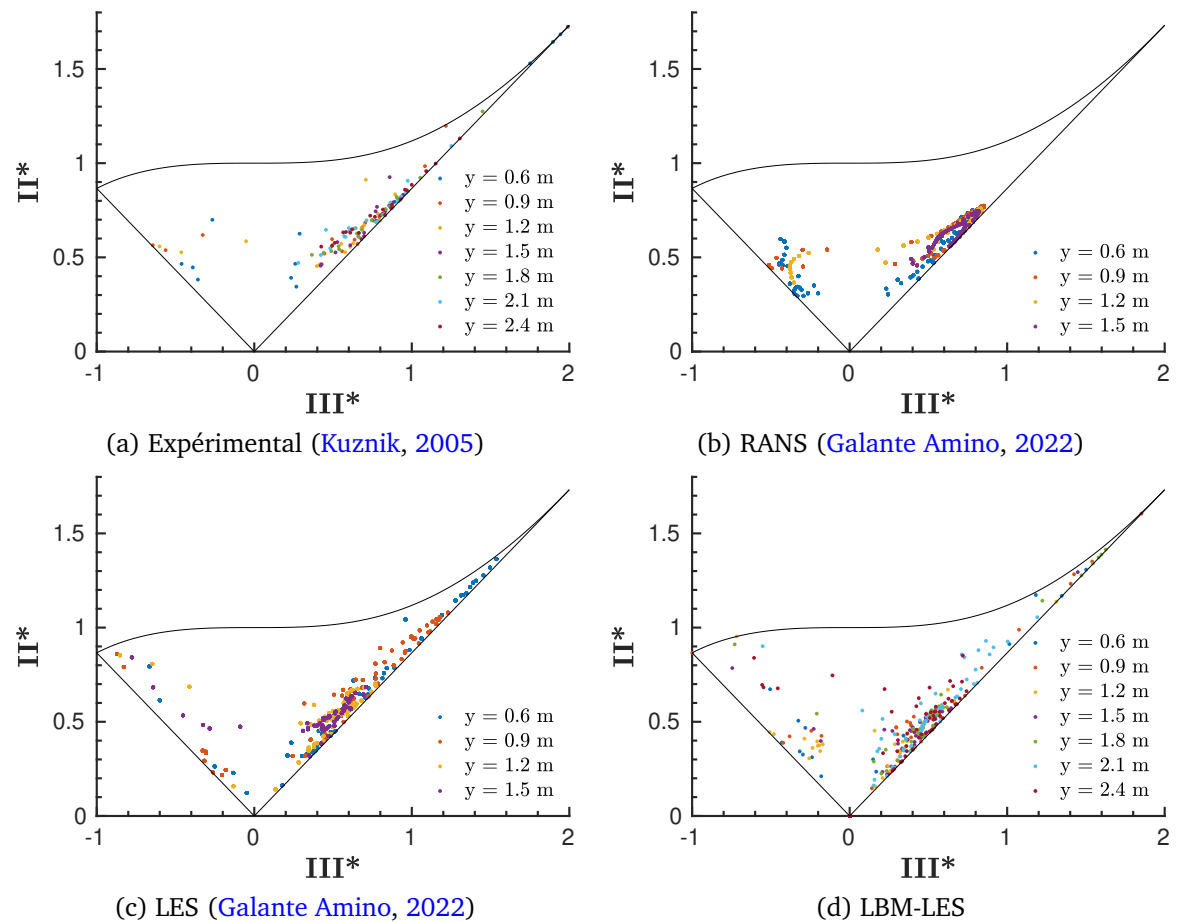 1.5
1
0.5
0
II*
-1 0 1 2
III*
y = 0.6 m
y = 0.9 m
y = 1.2 m
y = 1.5 m
y = 1.8 m
y = 2.1 m
y = 2.4 m
(a) Expérimental (Kuznik, 2005)
1.5
1
0.5
0
II*
-1 0 1 2
III*
y = 0.6 m
y = 0.9 m
y = 1.2 m
y = 1.5 m
(b) RANS (Galante Amino, 2022)
1.5
1
0.5
0
II*
-1 0 1 2
III*
y = 0.6 m
y = 0.9 m
y = 1.2 m
y = 1.5 m
(c) LES (Galante Amino, 2022)
1.5
1
0.5
0
II*
-1 0 1 2
III*
y = 0.6 m
y = 0.9 m
y = 1.2 m
y = 1.5 m
y = 1.8 m
y = 2.1 m
y = 2.4 m
(d) LBM-LES